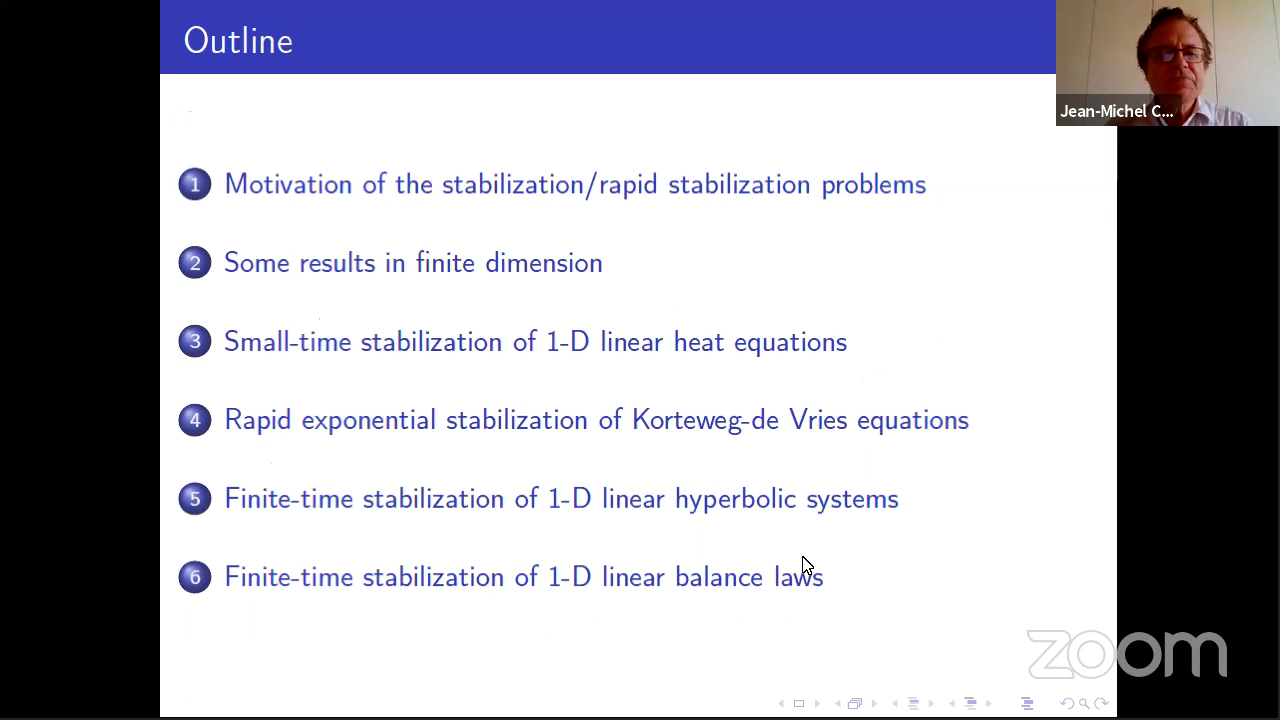 Outline
Jean-Michel C...
1 Motivation of the stabilization/rapid stabilization problems
2 Some results in finite dimension
3 Small-time stabilization of 1-D linear heat equations
4 Rapid exponential stabilization of Korteweg-de Vries equations
5 Finite-time stabilization of 1-D linear hyperbolic systems
6 Finite-time stabilization of 1-D linear balance laws
zoom